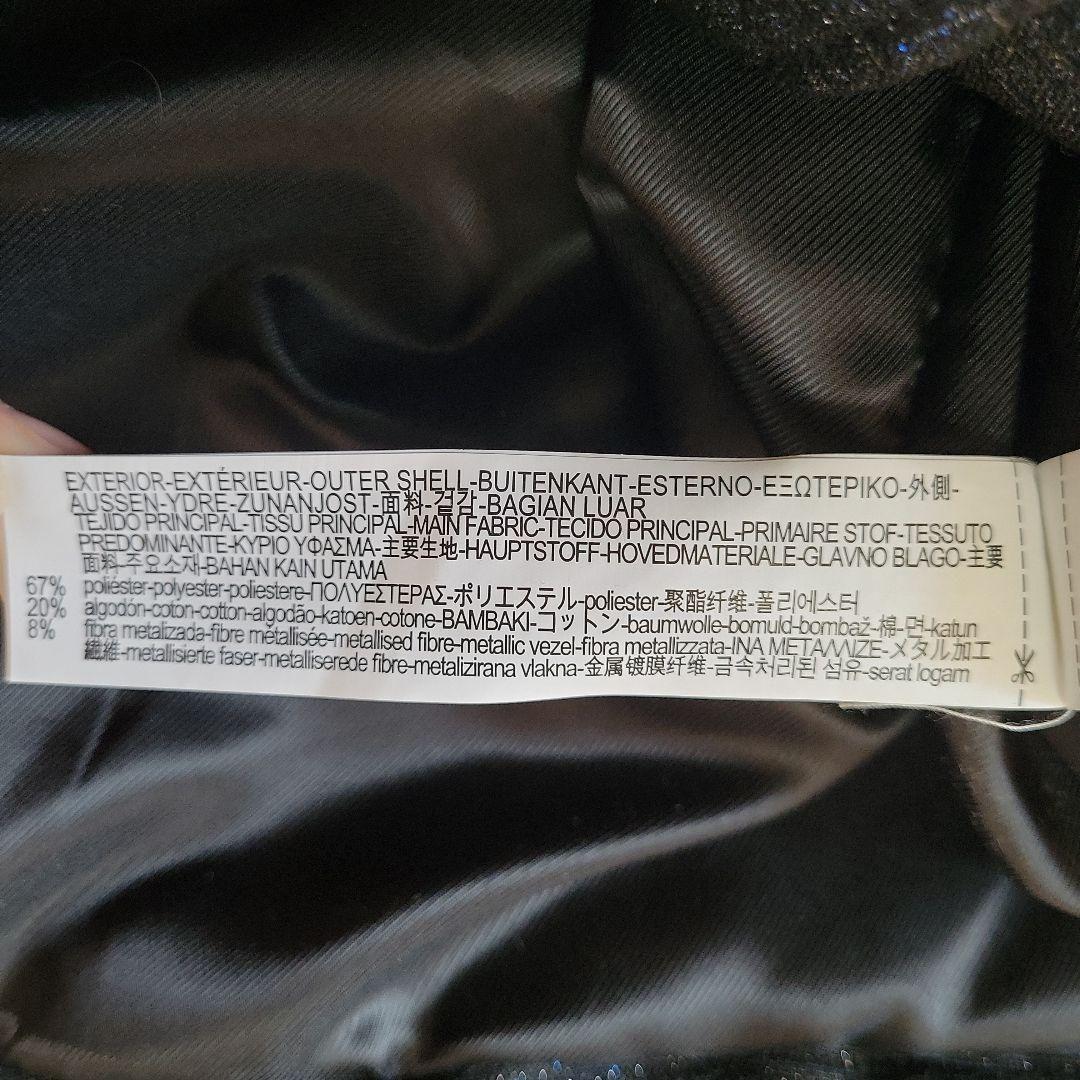 EXTERIOR-EXTÉRIEUR-OUTER SHELL-BUITENKANT-ESTERNO-ΕΞΩΤΕΡΙΚΟ-外側-
AUSSEN-YDRE-ZUNANJOST-面料-겉감-BAGIAN LUAR
TEJIDO PRINCIPAL-TISSU PRINCIPAL-MAIN FABRIC-TECIDO PRINCIPAL-PRIMAIRE STOF-TESSUTO
PREDOMINANTE-ΚΥΡΙΟ ΥΦΑΣΜΑ-主要生地-HAUPTSTOFF-HOVEDMATERIALE-GLAVNO BLAGO-主要
面料-주요소재-BAHAN KAIN UTAMA
67% poliéster-polyester-poliestere-ΠΟΛΥΕΣΤΕΡΑΣ-ポリエステル-poliester-聚酯纤维-폴리에스터
20% algodón-coton-cotton-algodão-katoen-cotone-ΒΑΜΒΑΚΙ-コットン-baumwolle-bomuld-bombaž-棉-면-katun
8% fibra metalizada-fibre métallisée-metallised fibre-metallic vezel-fibra metallizzata-ΙΝΑ ΜΕΤΑΛΛΙΖΕ-メタル加工
繊維-metallisierte faser-metalliserede fibre-metalizirana vlakna-金属镀膜纤维-금속처리된 섬유-serat logam